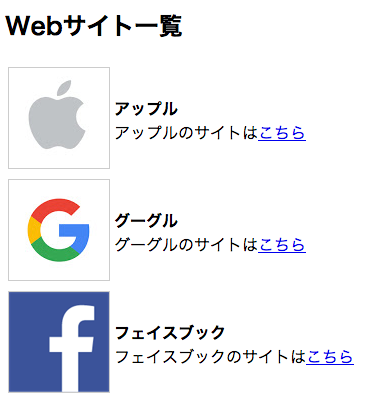 Webサイト一覧
アップル
アップルのサイトはこちら
グーグル
グーグルのサイトはこちら
フェイスブック
フェイスブックのサイトはこちら